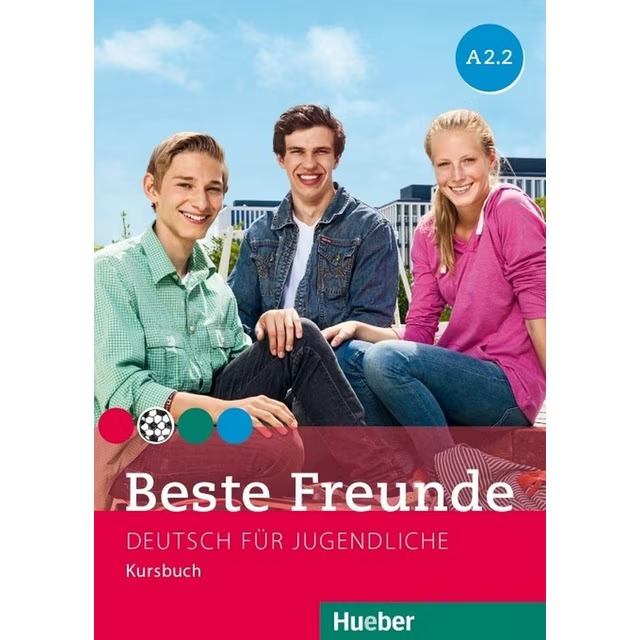 A2.2
Beste Freunde
DEUTSCH FÜR JUGENDLICHE
Kursbuch
Hueber